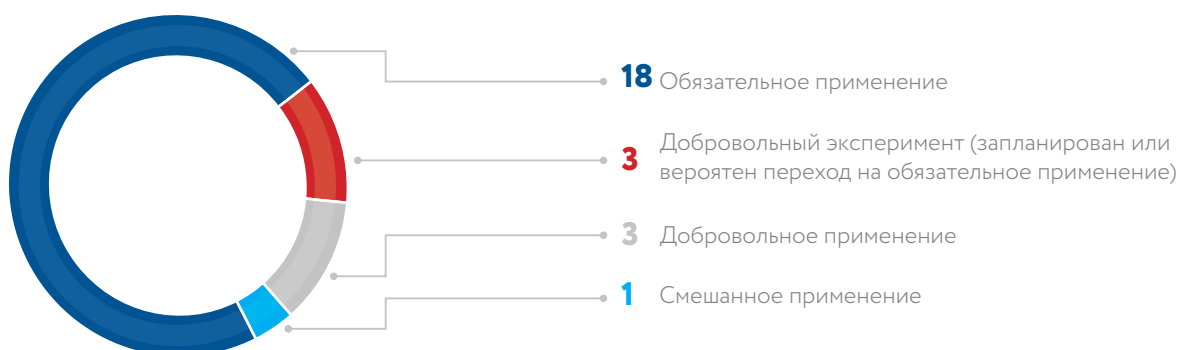 18 Обязательное применение
3 Добровольный эксперимент (запланирован или
вероятен переход на обязательное применение)
3 Добровольное применение
1 Смешанное применение